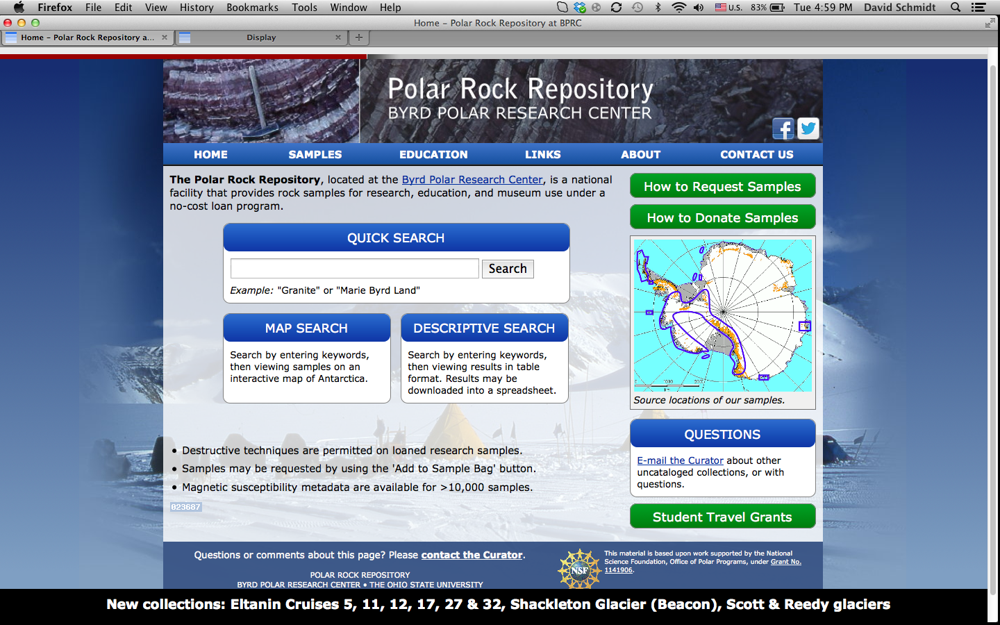 Firefox File Edit View History Bookmarks Tools Window Help U.S. 83% Tue 4:59 PM David Schmidt
Home – Polar Rock Repository at BPRC
Home – Polar Rock Repository a... Display
Polar Rock Repository
BYRD POLAR RESEARCH CENTER
HOME SAMPLES EDUCATION LINKS ABOUT CONTACT US
The Polar Rock Repository, located at the Byrd Polar Research Center, is a national
facility that provides rock samples for research, education, and museum use under a
no-cost loan program.
QUICK SEARCH
Search
Example: "Granite" or "Marie Byrd Land"
MAP SEARCH
Search by entering keywords,
then viewing samples on an
interactive map of Antarctica.
DESCRIPTIVE SEARCH
Search by entering keywords,
then viewing results in table
format. Results may be
downloaded into a spreadsheet.
• Destructive techniques are permitted on loaned research samples.
• Samples may be requested by using the 'Add to Sample Bag' button.
• Magnetic susceptibility metadata are available for >10,000 samples.
023687
How to Request Samples
How to Donate Samples
Source locations of our samples.
QUESTIONS
E-mail the Curator about other
uncataloged collections, or with
questions.
Student Travel Grants
Questions or comments about this page? Please contact the Curator.
POLAR ROCK REPOSITORY
BYRD POLAR RESEARCH CENTER • THE OHIO STATE UNIVERSITY
NSF
This material is based upon work supported by the National
Science Foundation, Office of Polar Programs, under Grant No.
1141906.
New collections: Eltanin Cruises 5, 11, 12, 17, 27 & 32, Shackleton Glacier (Beacon), Scott & Reedy glaciers